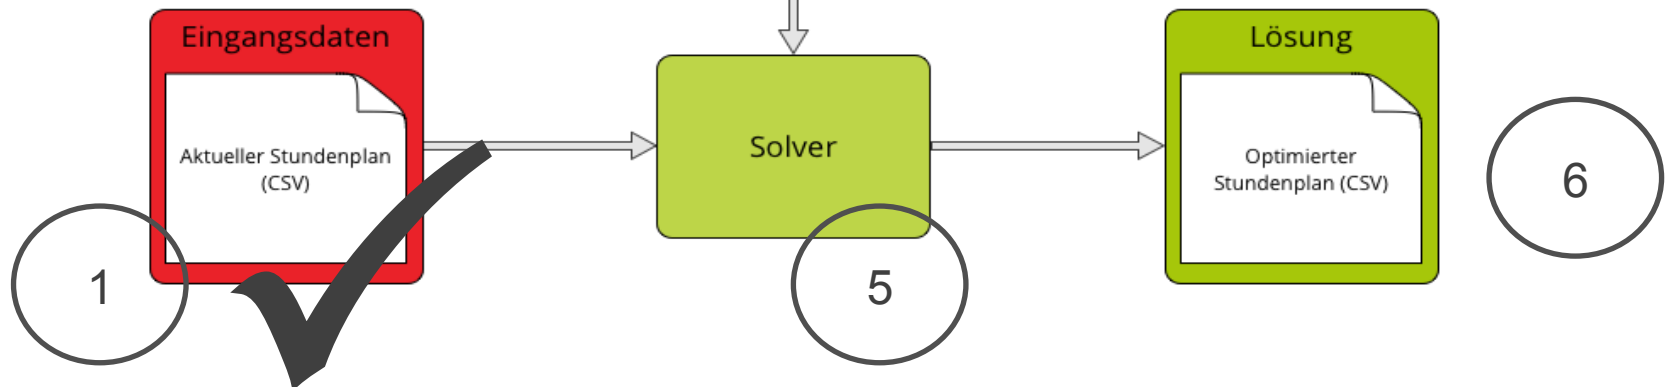 Eingangsdaten
Aktueller Stundenplan
(CSV)
1
Solver
5
Lösung
Optimierter
Stundenplan (CSV)
6